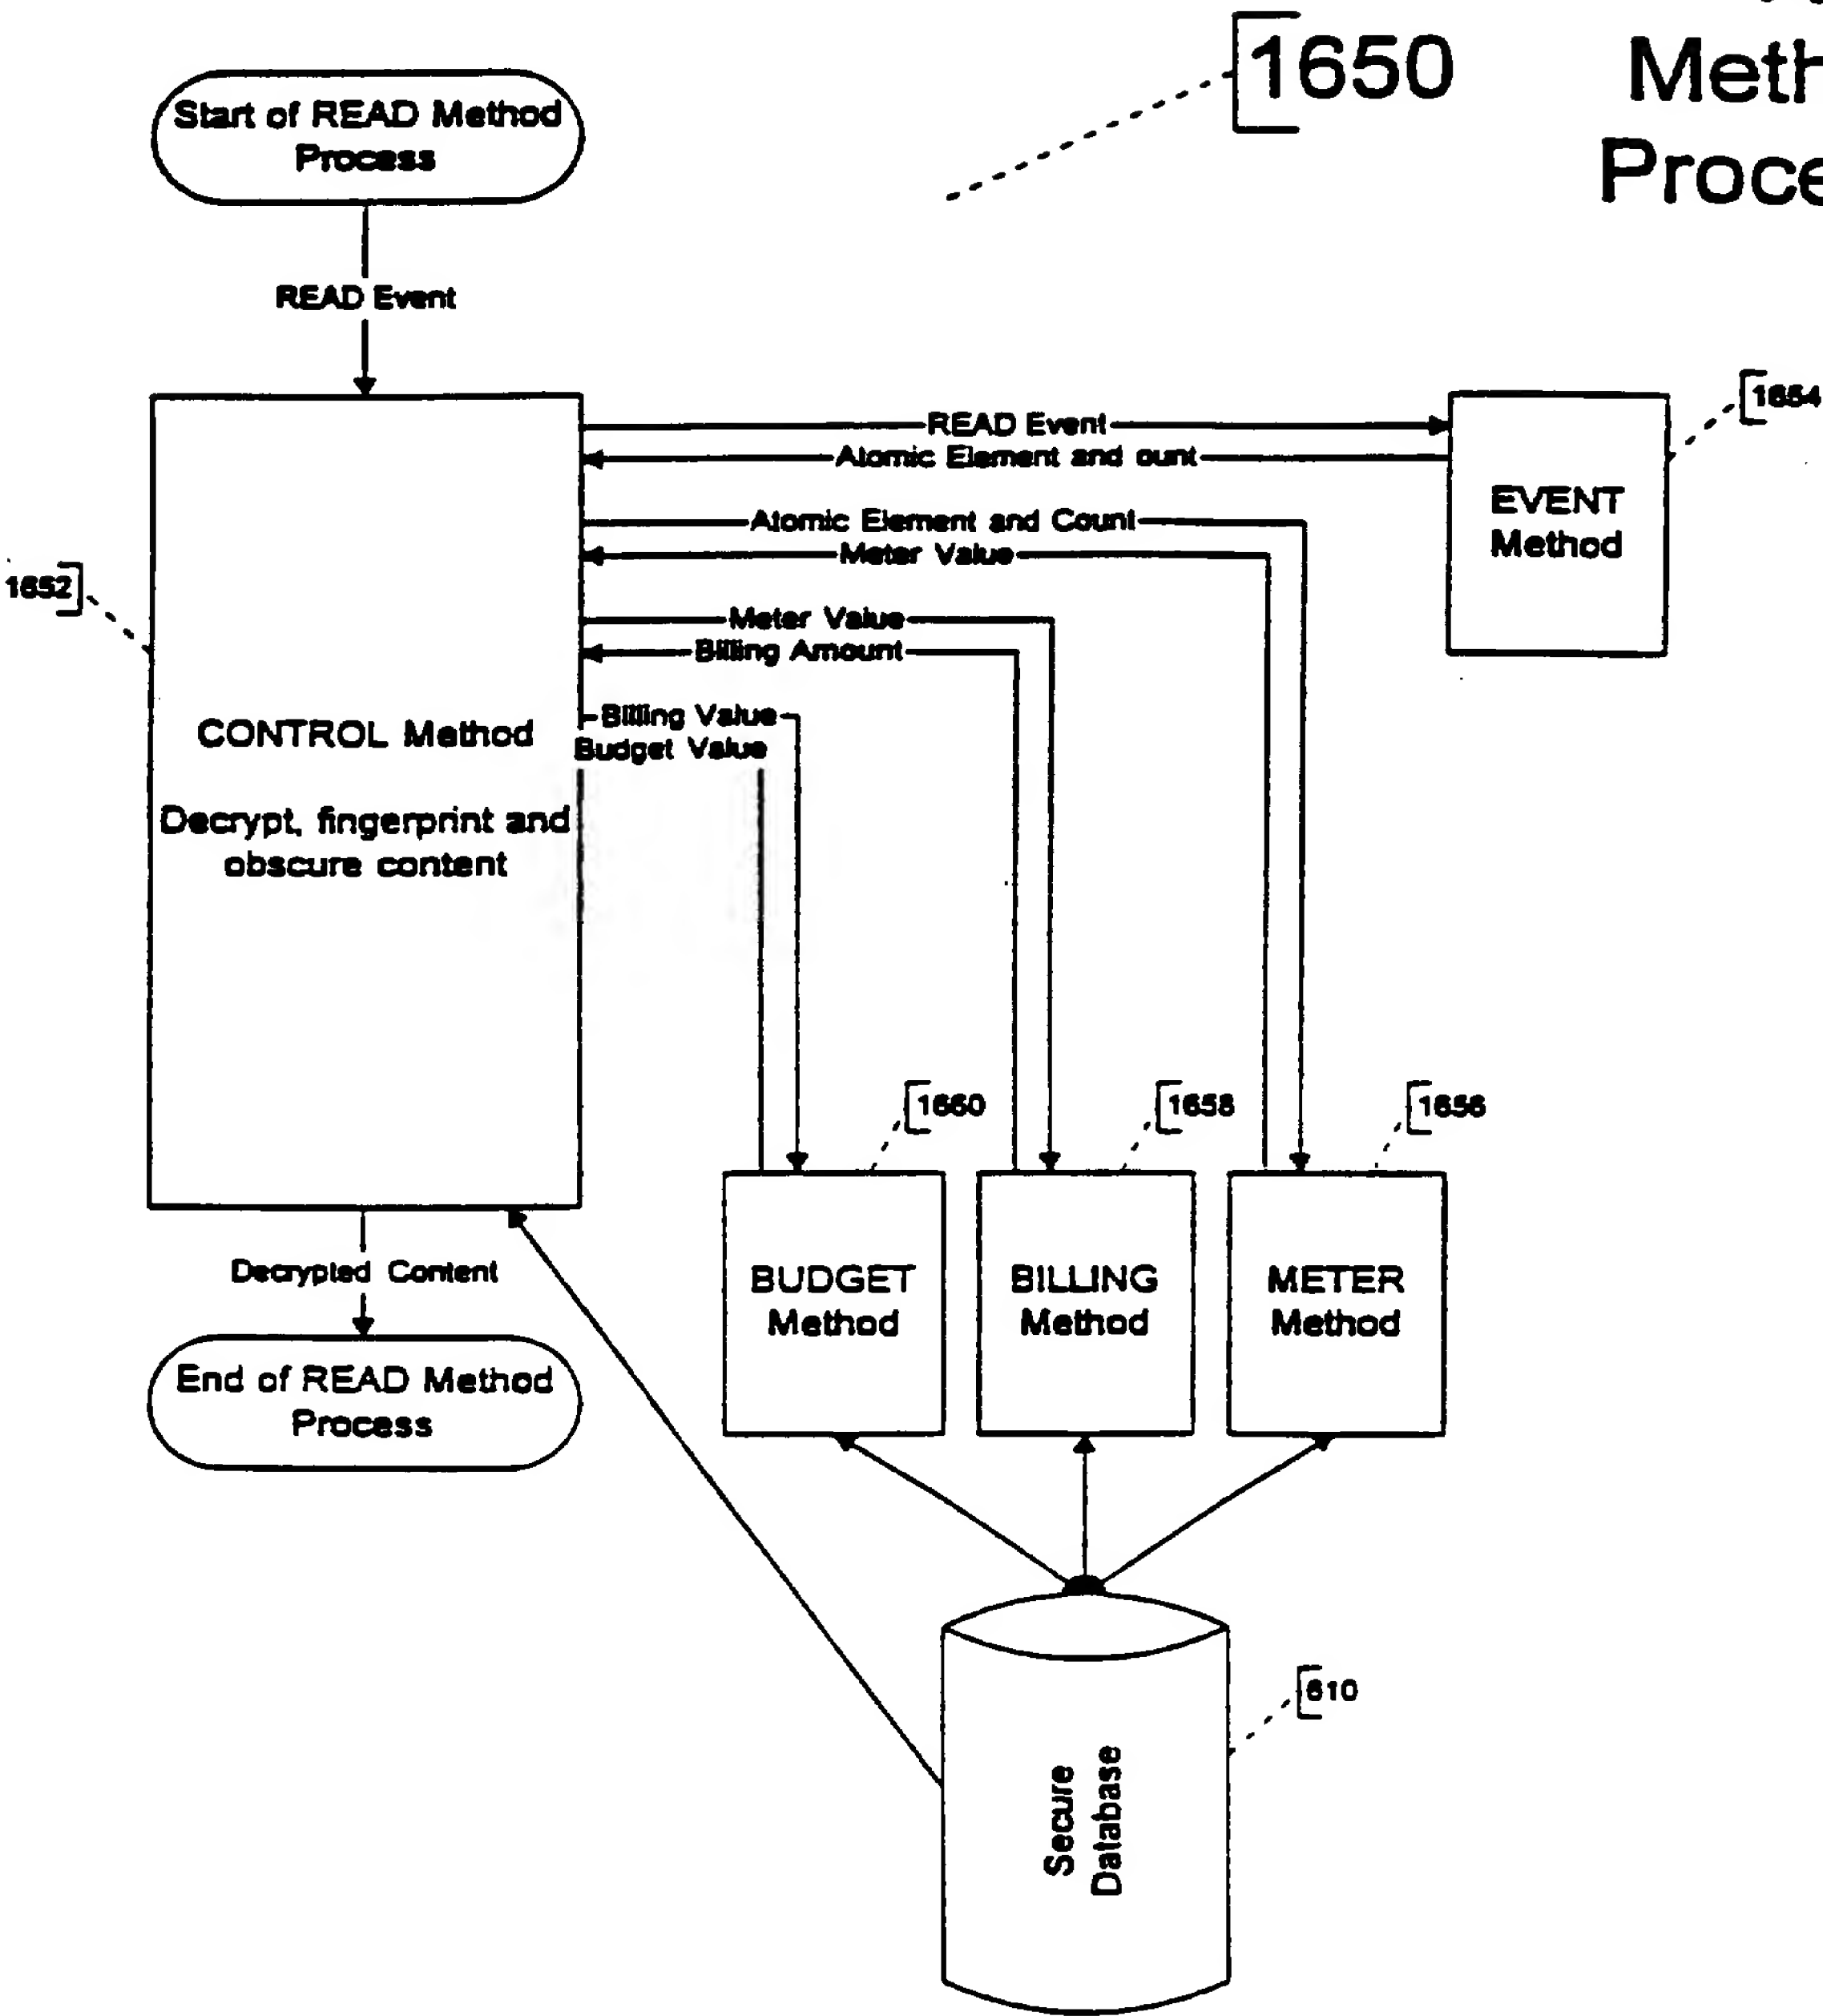 1650
Meth
Proce
Start of READ Method
Process
READ Event
READ Event
Atomic Element and ount
1654
EVENT
Method
Atomic Element and Count
Meter Value
1652
Meter Value
Billing Amount
Billing Value
Budget Value
CONTROL Method
Decrypt, fingerprint and
obscure content
1660
1658
1656
Decrypted Content
BUDGET
Method
BILLING
Method
METER
Method
End of READ Method
Process
610
Secure
Database